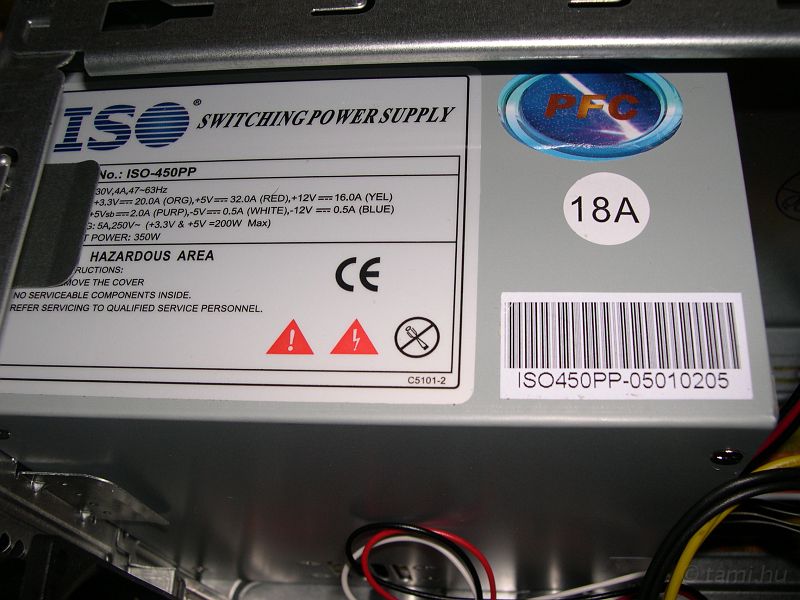 ISO® SWITCHING POWER SUPPLY
No.: ISO-450PP
30V,4A,47~63Hz
+3.3V 20.0A (ORG),+5V 32.0A (RED),+12V 16.0A (YEL)
+5Vsb 2.0A (PURP),-5V 0.5A (WHITE),-12V 0.5A (BLUE)
G: 5A,250V~ (+3.3V & +5V =200W Max)
T POWER: 350W
HAZARDOUS AREA
TRUCTIONS:
MOVE THE COVER
NO SERVICEABLE COMPONENTS INSIDE.
REFER SERVICING TO QUALIFIED SERVICE PERSONNEL.
CE
C5101-2
PFC
18A
ISO450PP-05010205
© tami.hu